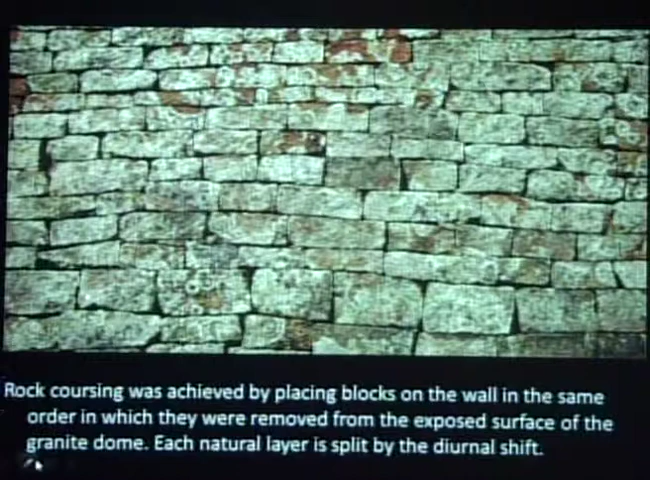 Rock coursing was achieved by placing blocks on the wall in the same
order in which they were removed from the exposed surface of the
granite dome. Each natural layer is split by the diurnal shift.